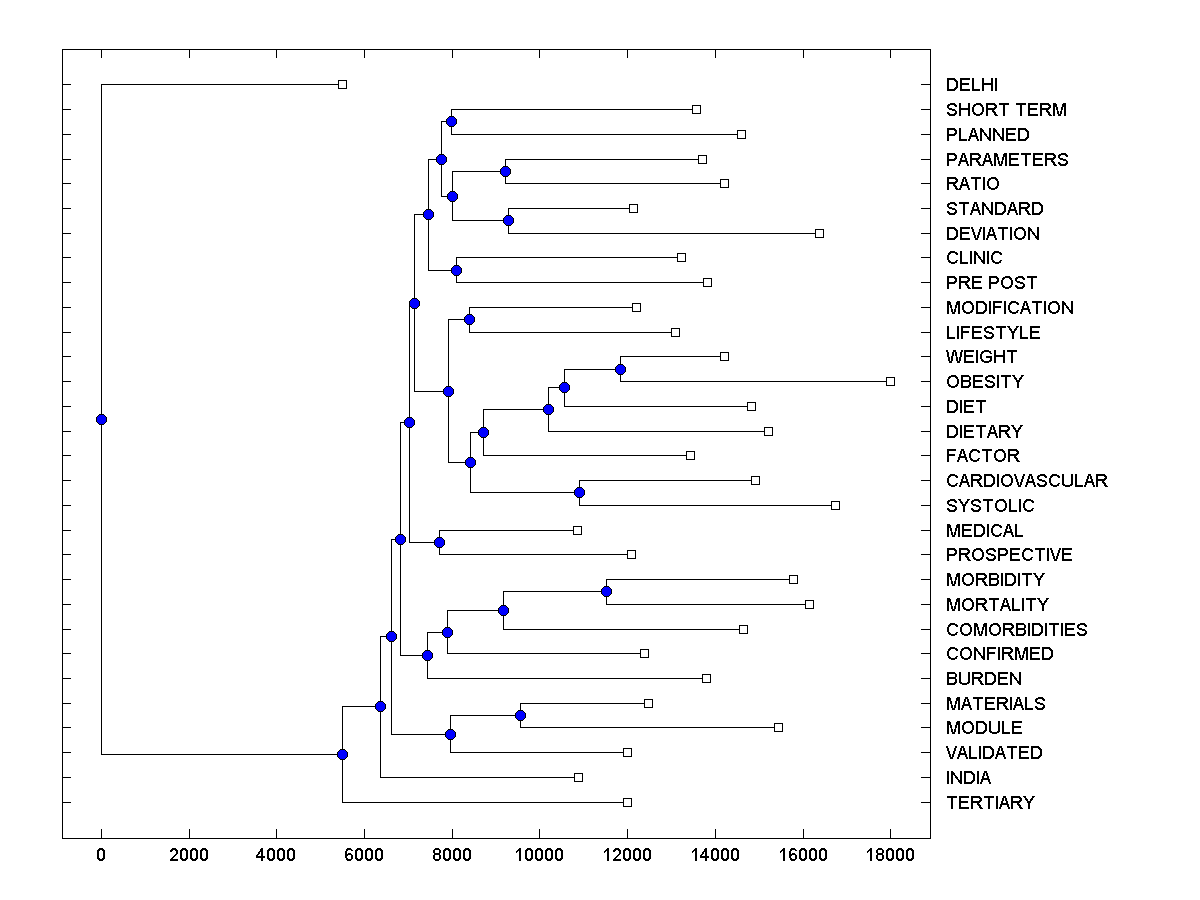 DELHI
SHORT TERM
PLANNED
PARAMETERS
RATIO
STANDARD
DEVIATION
CLINIC
PRE POST
MODIFICATION
LIFESTYLE
WEIGHT
OBESITY
DIET
DIETARY
FACTOR
CARDIOVASCULAR
SYSTOLIC
MEDICAL
PROSPECTIVE
MORBIDITY
MORTALITY
COMORBIDITIES
CONFIRMED
BURDEN
MATERIALS
MODULE
VALIDATED
INDIA
TERTIARY
0 2000 4000 6000 8000 10000 12000 14000 16000 18000